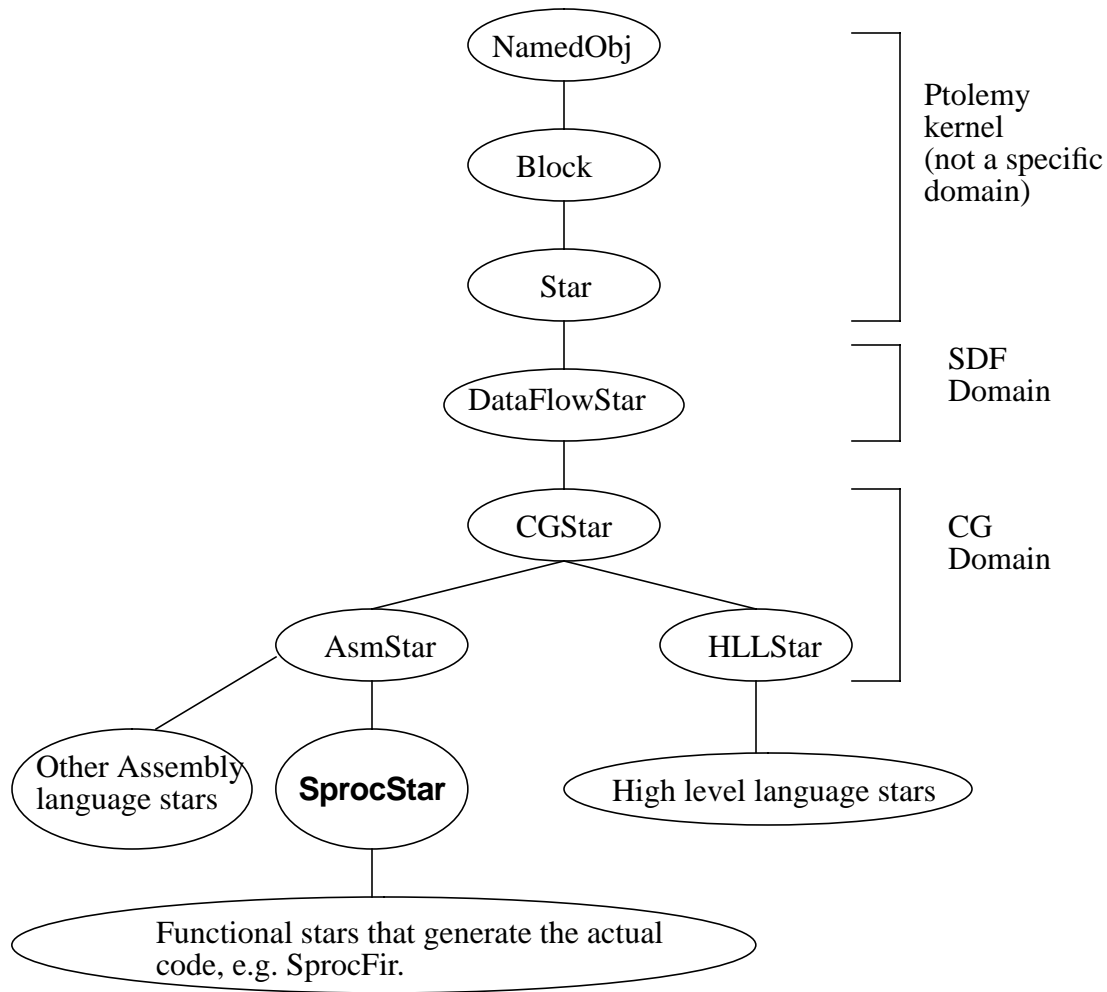 NamedObj
Ptolemy
kernel
(not a specific
domain)
Block
Star
SDF
Domain
DataFlowStar
CGStar
CG
Domain
AsmStar
HLLStar
Other Assembly
language stars
SprocStar
High level language stars
Functional stars that generate the actual
code, e.g. SprocFir.